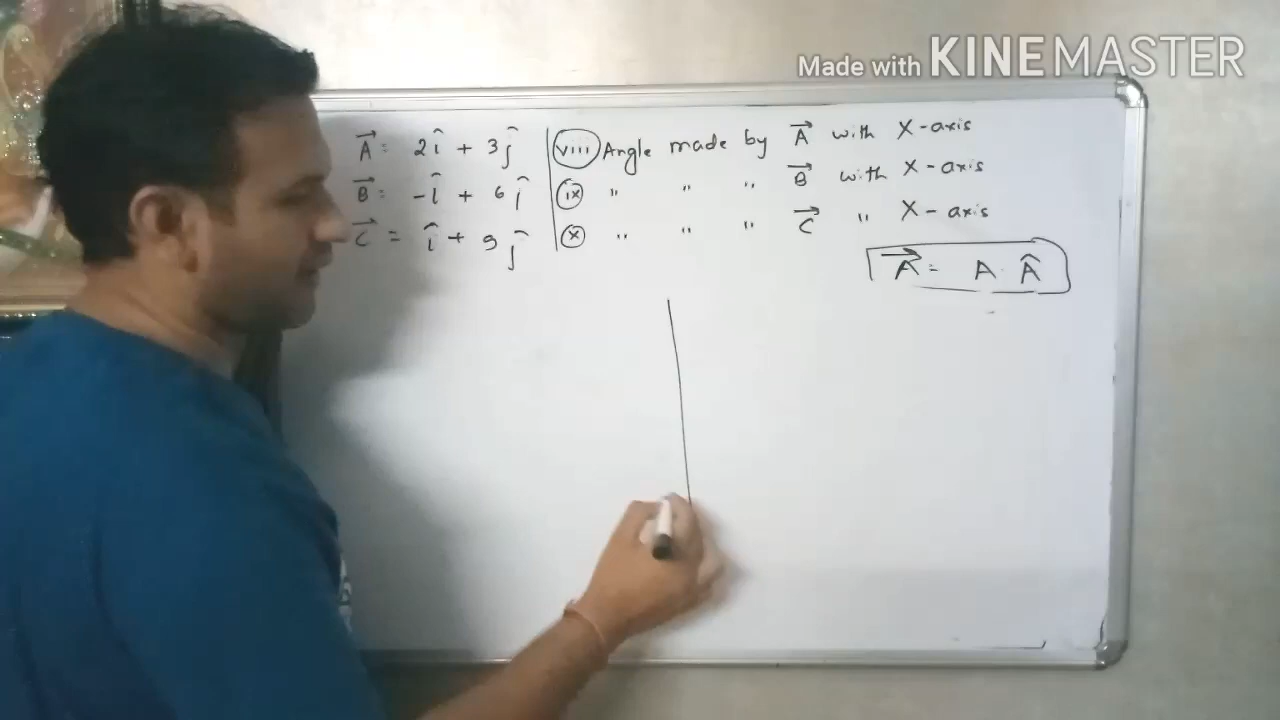 Made with KINEMASTER
A⃗ = 2î + 3ĵ
B⃗ = -î + 6ĵ
C⃗ = î + 9ĵ
viii Angle made by A⃗ with X-axis
ix " " " B⃗ with X-axis
x " " " C⃗ " X-axis
A⃗ = A · Â